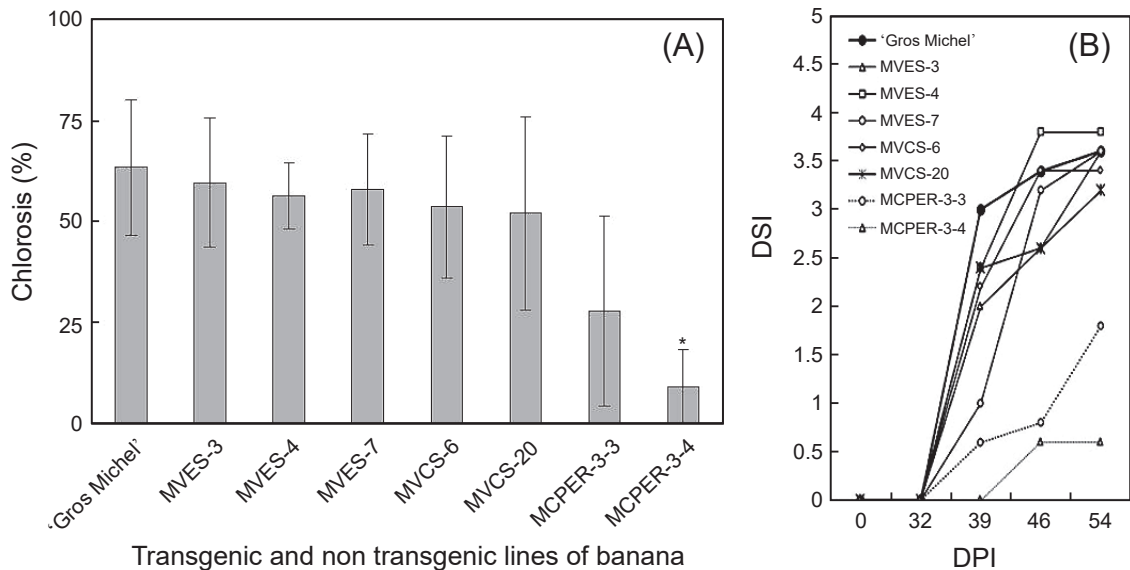 (A)
100
75
50
25
0
Chlorosis (%)
‘Gros Michel’
MVES-3
MVES-4
MVES-7
MVCS-6
MVCS-20
MCPER-3-3
MCPER-3-4
*
Transgenic and non transgenic lines of banana
(B)
5
4.5
4
3.5
3
2.5
2
1.5
1
0.5
0
DSI
‘Gros Michel’
MVES-3
MVES-4
MVES-7
MVCS-6
MVCS-20
MCPER-3-3
MCPER-3-4
0 32 39 46 54
DPI